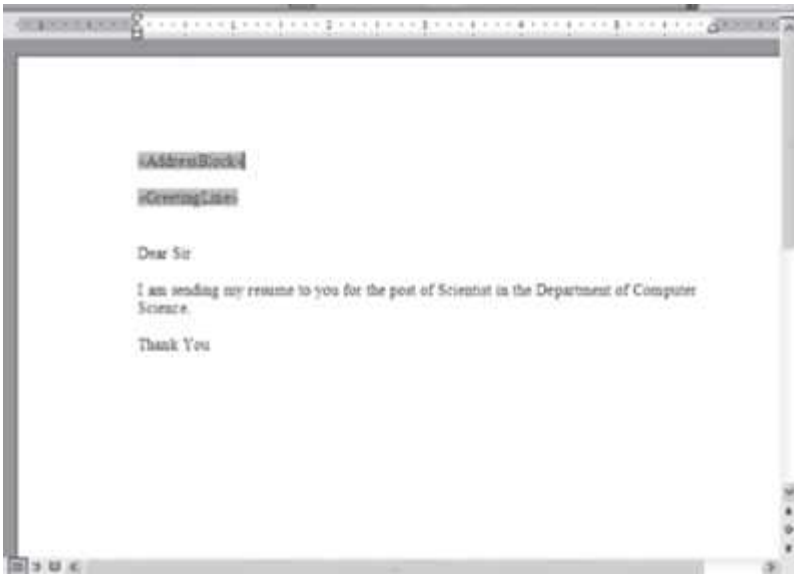 «AddressBlock»
«GreetingLine»
Dear Sir
I am sending my resume to you for the post of Scientist in the Department of Computer
Science.
Thank You